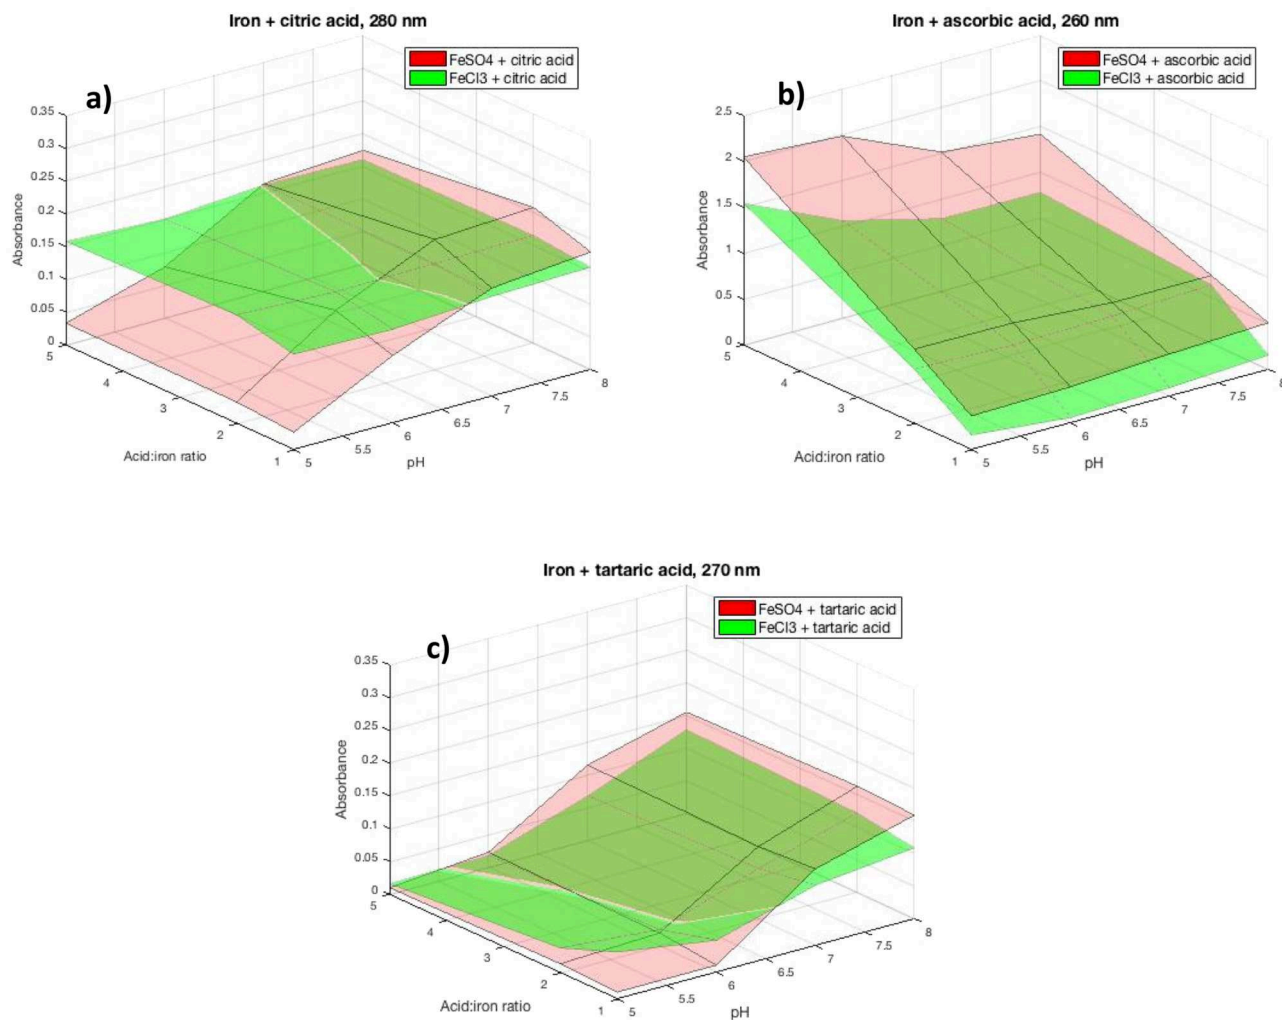 Iron + citric acid, 280 nm
a)
FeSO4 + citric acid
FeCl3 + citric acid
0.35
0.3
0.25
0.2
0.15
0.1
0.05
0
Absorbance
5
4
3
2
1
Acid:iron ratio
5
5.5
6
6.5
7
7.5
8
pH
Iron + ascorbic acid, 260 nm
b)
FeSO4 + ascorbic acid
FeCl3 + ascorbic acid
2.5
2
1.5
1
0.5
0
Absorbance
5
4
3
2
1
Acid:iron ratio
5
5.5
6
6.5
7
7.5
8
pH
Iron + tartaric acid, 270 nm
c)
FeSO4 + tartaric acid
FeCl3 + tartaric acid
0.35
0.3
0.25
0.2
0.15
0.1
0.05
0
Absorbance
5
4
3
2
1
Acid:iron ratio
5
5.5
6
6.5
7
7.5
8
pH